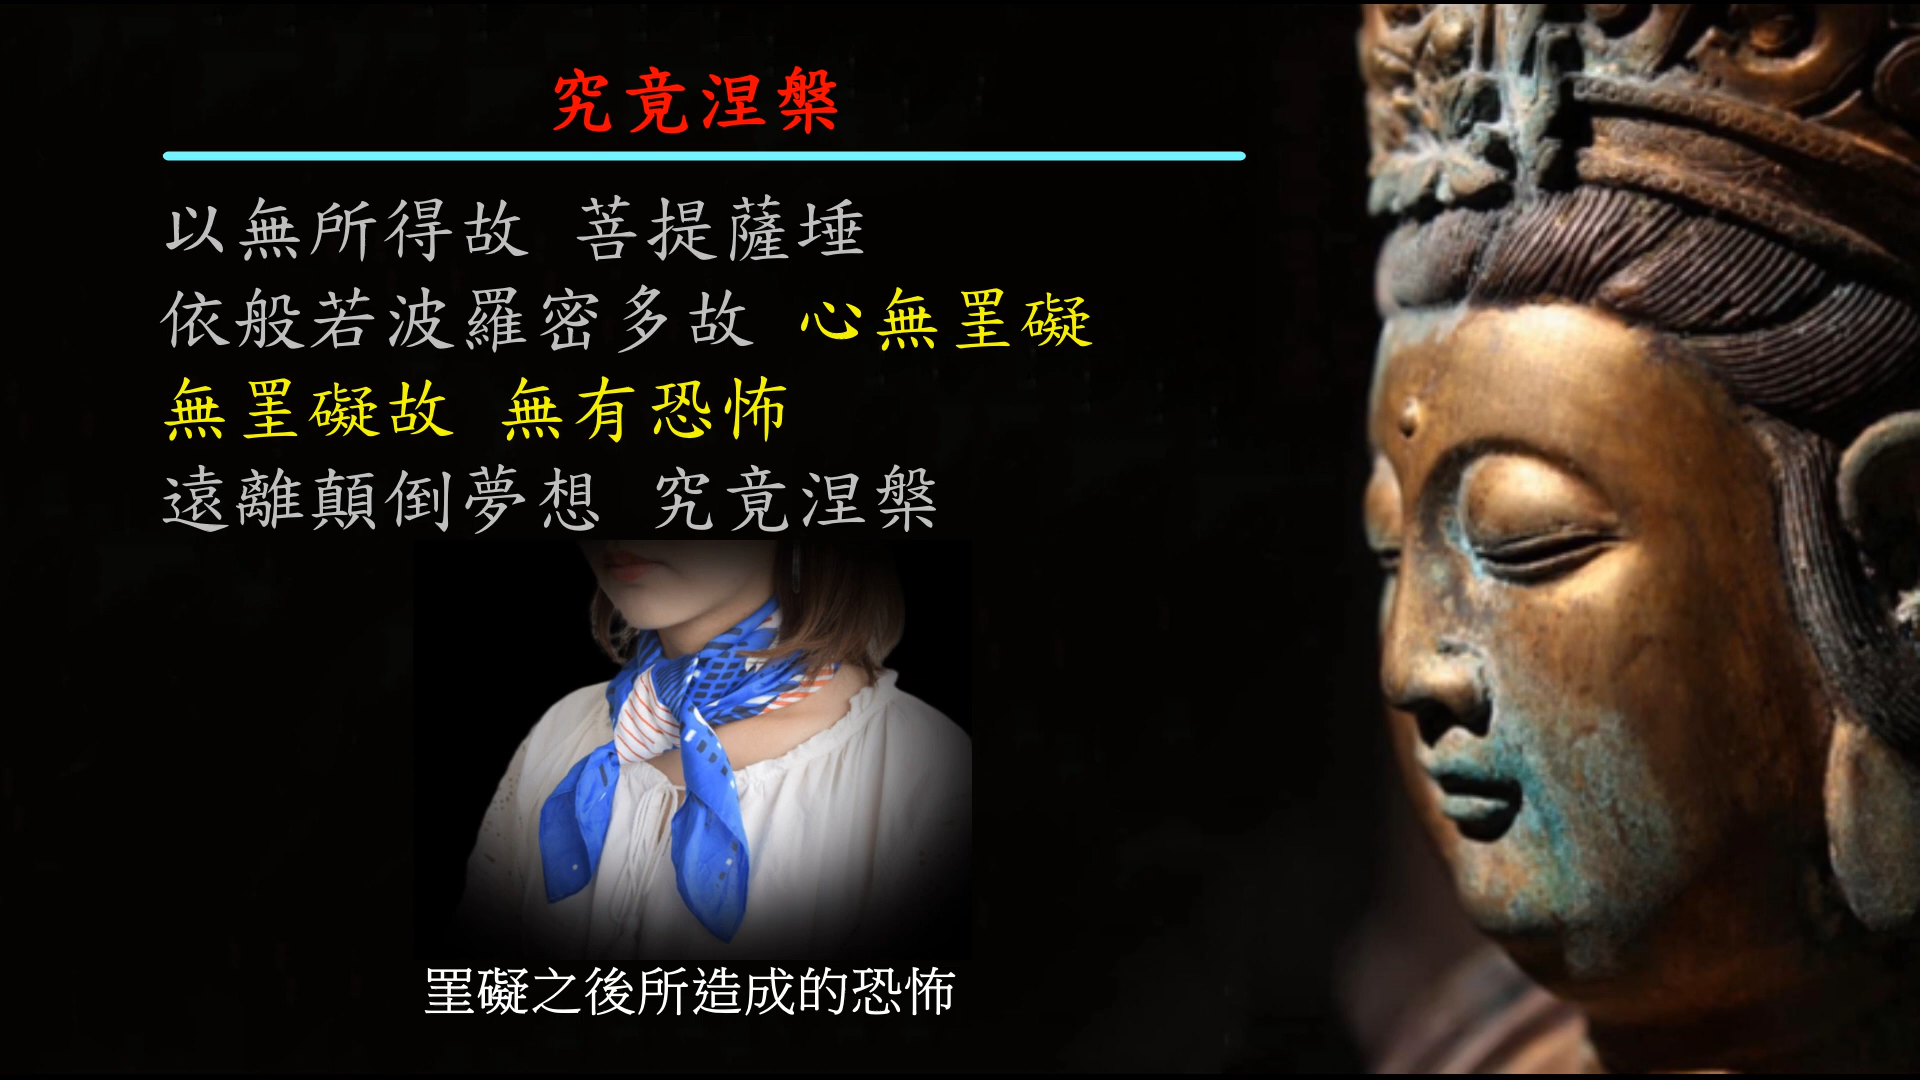 究竟涅槃
以無所得故 菩提薩埵
依般若波羅密多故 心無罣礙
無罣礙故 無有恐怖
遠離顛倒夢想 究竟涅槃
罣礙之後所造成的恐怖